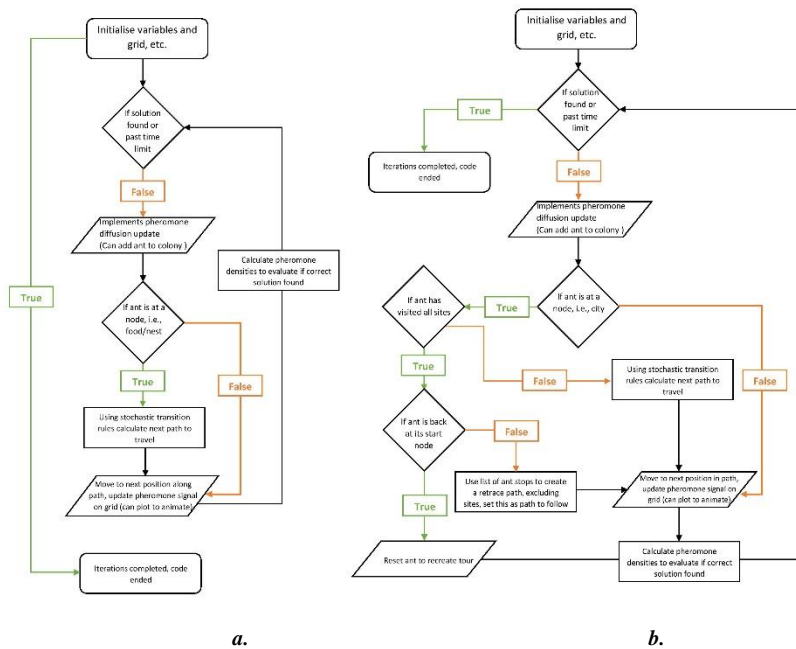 Initialise variables and
grid, etc.
If solution
found or
past time
limit
False
Implements pheromone
diffusion update
(Can add ant to colony )
Calculate pheromone
densities to evaluate if correct
solution found
If ant is at a
node, i.e.,
food/nest
True
True
False
Using stochastic transition
rules calculate next path to
travel
Move to next position along
path, update pheromone signal
on grid (can plot to animate)
Iterations completed, code
ended
a.
Initialise variables and
grid, etc.
If solution
found or
past time
limit
True
Iterations completed, code
ended
False
Implements pheromone
diffusion update
(Can add ant to colony )
If ant is at a
node, i.e., city
True
If ant has
visited all sites
True
False
Using stochastic transition
rules calculate next path to
travel
False
If ant is back
at its start
node
False
Use list of ant stops to create
a retrace path, excluding
sites, set this as path to follow
Move to next position in path,
update pheromone signal on
grid (can plot to animate)
True
Reset ant to recreate tour
Calculate pheromone
densities to evaluate if correct
solution found
b.